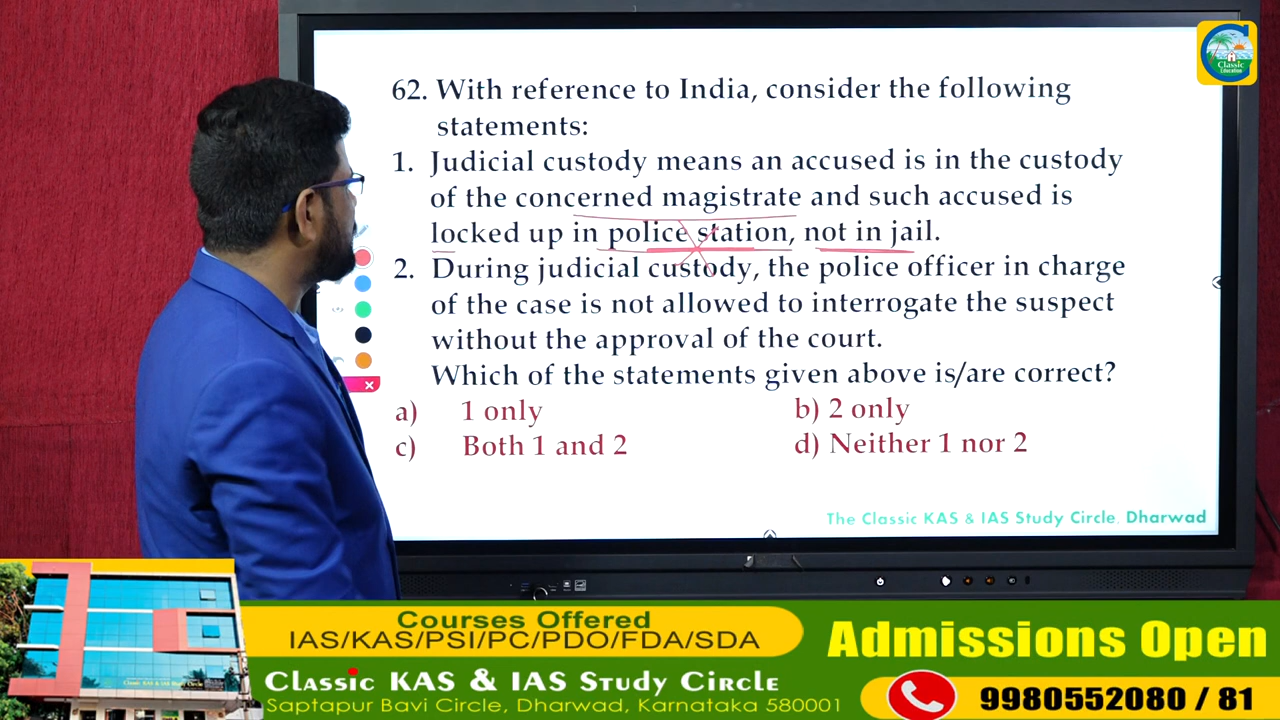 Classic
Education
62. With reference to India, consider the following
statements:
1. Judicial custody means an accused is in the custody
of the concerned magistrate and such accused is
locked up in police station, not in jail.
2. During judicial custody, the police officer in charge
of the case is not allowed to interrogate the suspect
without the approval of the court.
Which of the statements given above is/are correct?
a) 1 only b) 2 only
c) Both 1 and 2 d) Neither 1 nor 2
The Classic KAS & IAS Study Circle, Dharwad
Courses Offered
IAS/KAS/PSI/PC/PDO/FDA/SDA
Classic KAS & IAS Study Circle
Saptapur Bavi Circle, Dharwad, Karnataka 580001
Admissions Open
9980552080 / 81